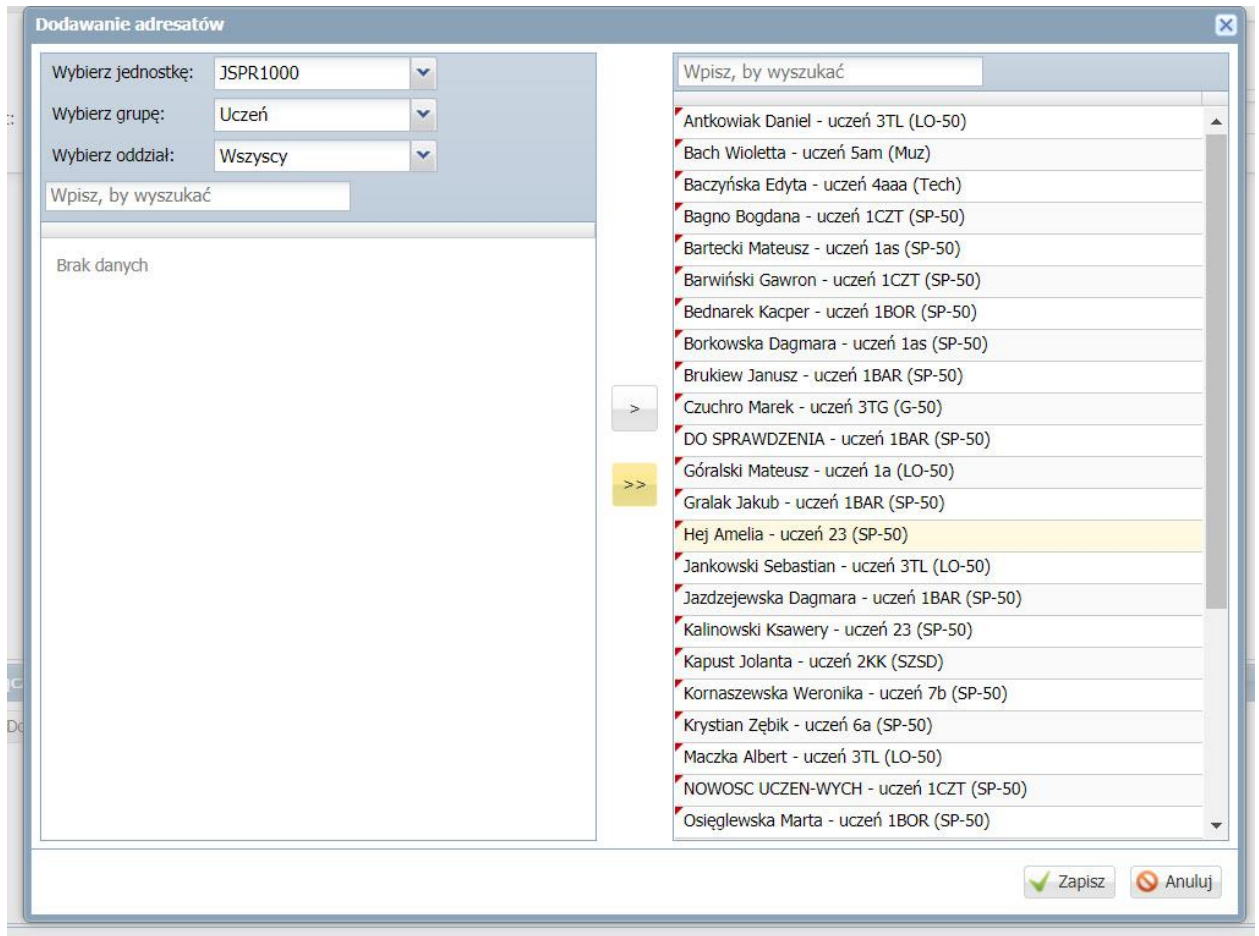 Dodawanie adresatów
Wybierz jednostkę: JSPR1000
Wybierz grupę: Uczeń
Wybierz oddział: Wszyscy
Wpisz, by wyszukać
Brak danych
>
>>
Wpisz, by wyszukać
Antkowiak Daniel - uczeń 3TL (LO-50)
Bach Wioletta - uczeń 5am (Muz)
Baczyńska Edyta - uczeń 4aaa (Tech)
Bagno Bogdana - uczeń 1CZT (SP-50)
Bartecki Mateusz - uczeń 1as (SP-50)
Barwiński Gawron - uczeń 1CZT (SP-50)
Bednarek Kacper - uczeń 1BOR (SP-50)
Borkowska Dagmara - uczeń 1as (SP-50)
Brukiew Janusz - uczeń 1BAR (SP-50)
Czuchro Marek - uczeń 3TG (G-50)
DO SPRAWDZENIA - uczeń 1BAR (SP-50)
Góralski Mateusz - uczeń 1a (LO-50)
Gralak Jakub - uczeń 1BAR (SP-50)
Hej Amelia - uczeń 23 (SP-50)
Jankowski Sebastian - uczeń 3TL (LO-50)
Jazdzejewska Dagmara - uczeń 1BAR (SP-50)
Kalinowski Ksawery - uczeń 23 (SP-50)
Kapust Jolanta - uczeń 2KK (SZSD)
Kornaszewska Weronika - uczeń 7b (SP-50)
Krystian Zębik - uczeń 6a (SP-50)
Maczka Albert - uczeń 3TL (LO-50)
NOWOSC UCZEN-WYCH - uczeń 1CZT (SP-50)
Osięglewska Marta - uczeń 1BOR (SP-50)
Zapisz
Anuluj